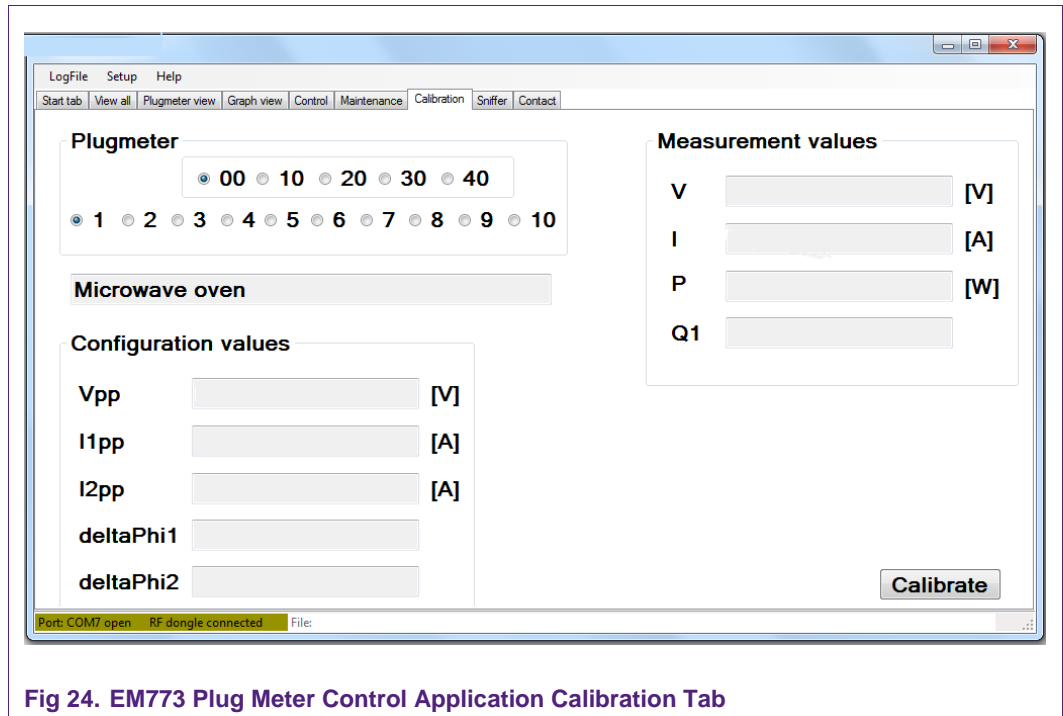 LogFile Setup Help
Start tab View all Plugmeter view Graph view Control Maintenance Calibration Sniffer Contact
Plugmeter
00 10 20 30 40
1 2 3 4 5 6 7 8 9 10
Microwave oven
Configuration values
Vpp [V]
I1pp [A]
I2pp [A]
deltaPhi1
deltaPhi2
Measurement values
V [V]
I [A]
P [W]
Q1
Calibrate
Port: COM7 open RF dongle connected File:
Fig 24. EM773 Plug Meter Control Application Calibration Tab